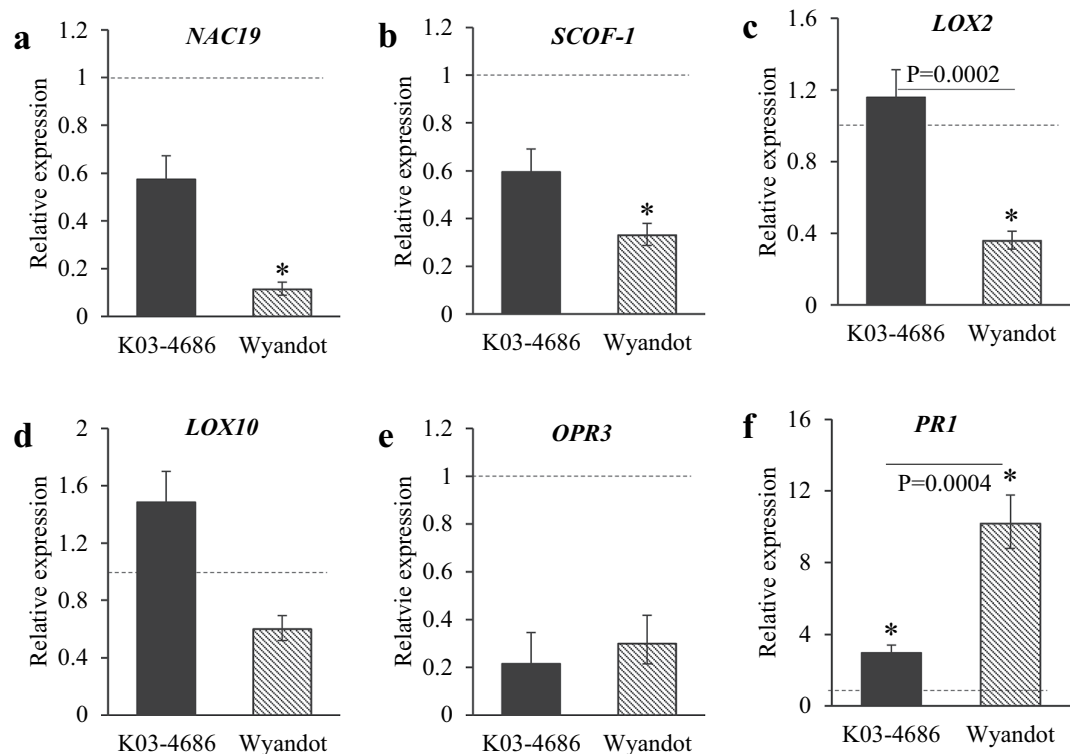 a
NAC19
Relative expression
1.2
1
0.8
0.6
0.4
0.2
0
*
K03-4686 Wyandot
b
SCOF-1
Relative expression
1.2
1
0.8
0.6
0.4
0.2
0
*
K03-4686 Wyandot
c
LOX2
Relative expression
1.6
1.2
0.8
0.4
0
P=0.0002
*
K03-4686 Wyandot
d
LOX10
Relative expression
2
1.6
1.2
0.8
0.4
0
K03-4686 Wyandot
e
OPR3
Relatvie expression
1.2
1
0.8
0.6
0.4
0.2
0
K03-4686 Wyandot
f
PR1
Relative expression
16
12
8
4
0
P=0.0004
*
*
K03-4686 Wyandot